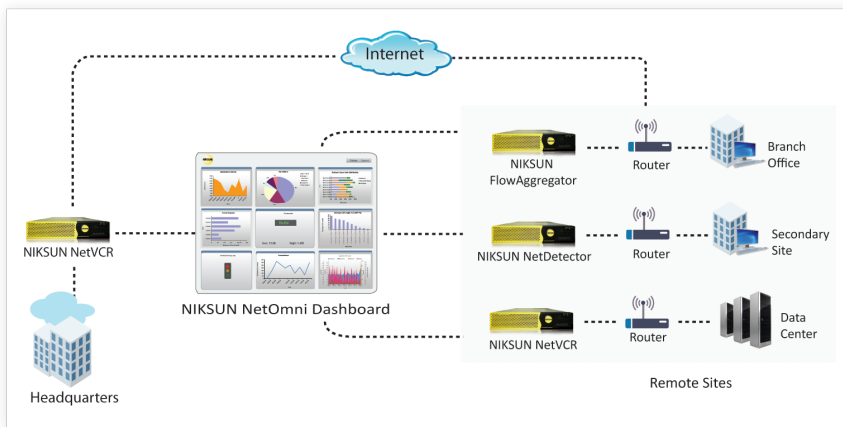 Internet
NIKSUN
FlowAggregator
Router
Branch
Office
NIKSUN NetVCR
NIKSUN NetDetector
Router
Secondary
Site
NIKSUN NetOmni Dashboard
NIKSUN NetVCR
Router
Data
Center
Headquarters
Remote Sites